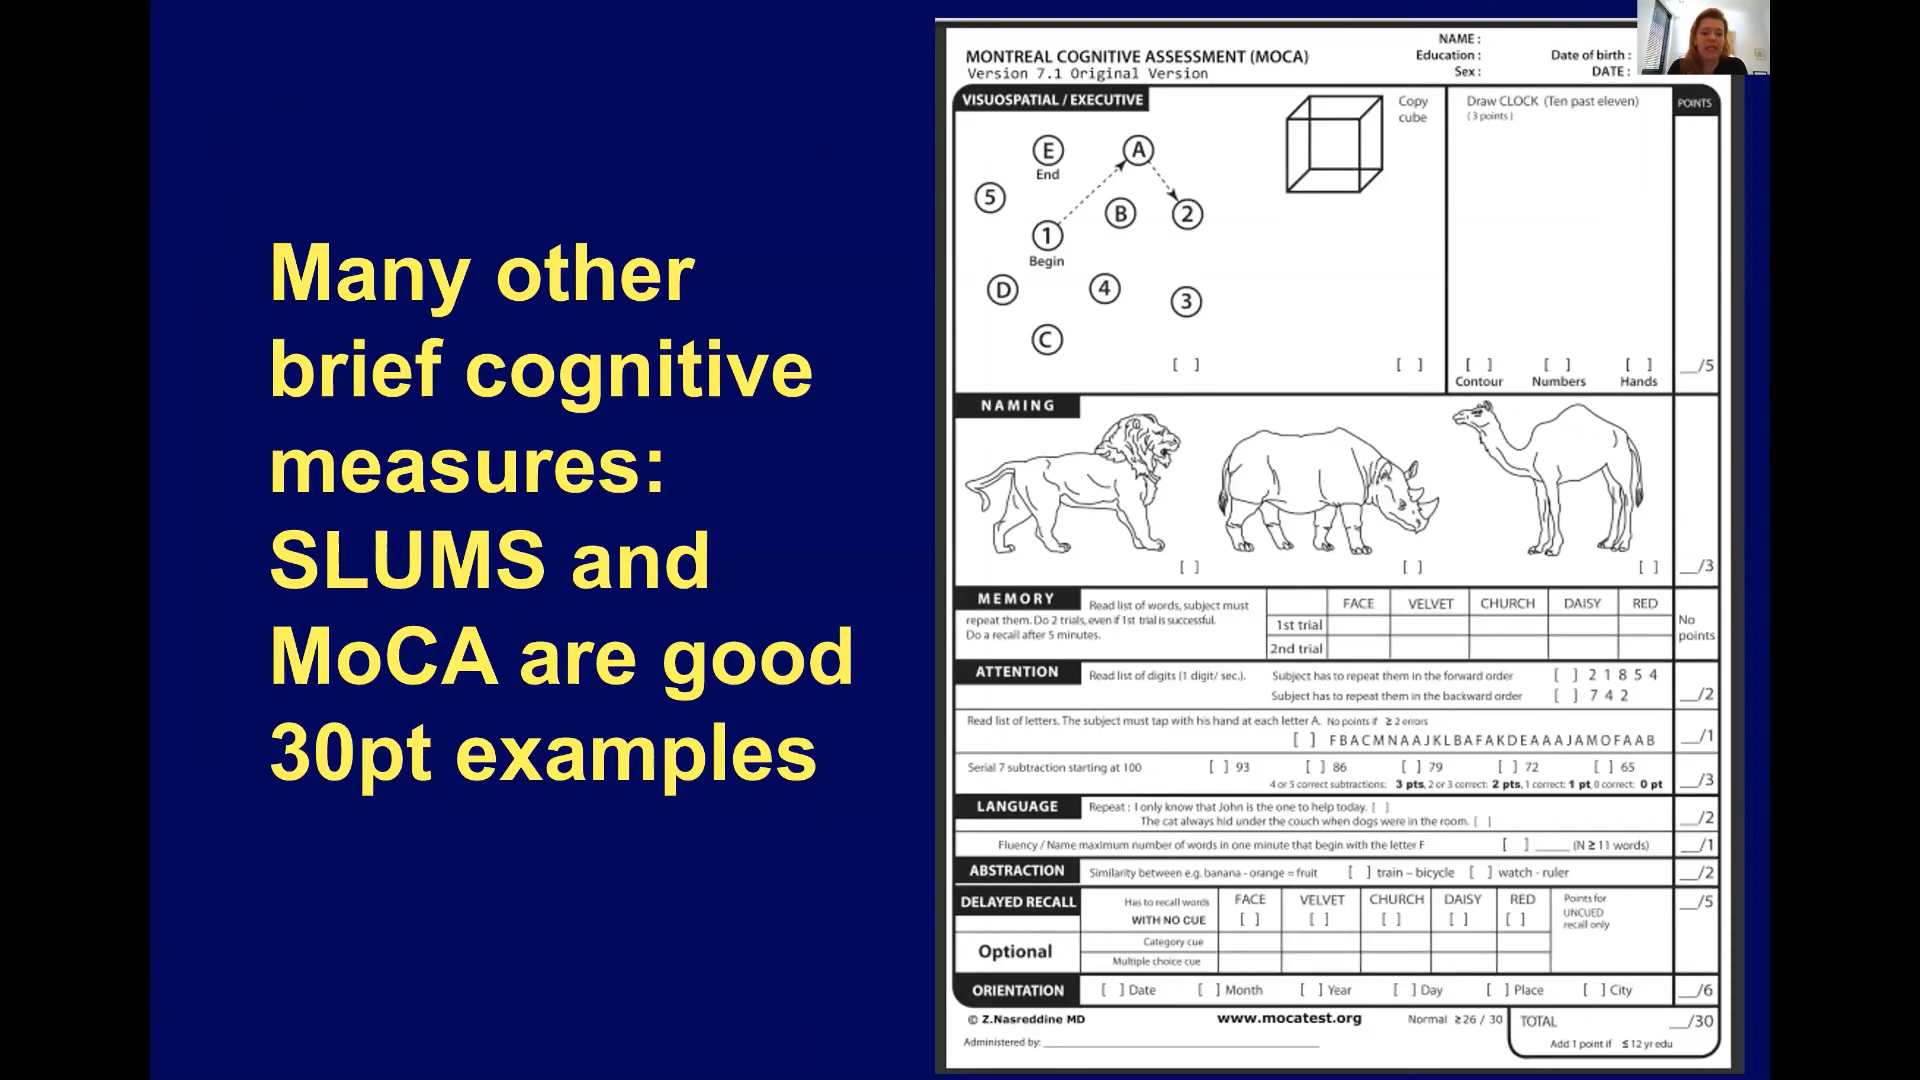 Many other
brief cognitive
measures:
SLUMS and
MoCA are good
30pt examples
MONTREAL COGNITIVE ASSESSMENT (MOCA)
Version 7.1 Original Version
NAME :
Education :
Sex :
Date of birth :
DATE :
VISUOSPATIAL / EXECUTIVE
E
End
A
5
B
2
1
Begin
D
4
3
C
[ ]
Copy
cube
[ ]
Draw CLOCK (Ten past eleven)
( 3 points )
[ ] [ ] [ ]
Contour Numbers Hands
POINTS
__/5
NAMING
[ ] [ ] [ ]
__/3
MEMORY
Read list of words, subject must
repeat them. Do 2 trials, even if 1st trial is successful.
Do a recall after 5 minutes.
FACE VELVET CHURCH DAISY RED
1st trial
2nd trial
No
points
ATTENTION
Read list of digits (1 digit/ sec.).
Subject has to repeat them in the forward order [ ] 2 1 8 5 4
Subject has to repeat them in the backward order [ ] 7 4 2
__/2
Read list of letters. The subject must tap with his hand at each letter A. No points if ≥ 2 errors
[ ] F B A C M N A A J K L B A F A K D E A A A J A M O F A A B
__/1
Serial 7 subtraction starting at 100 [ ] 93 [ ] 86 [ ] 79 [ ] 72 [ ] 65
4 or 5 correct subtractions: 3 pts, 2 or 3 correct: 2 pts, 1 correct: 1 pt, 0 correct: 0 pt
__/3
LANGUAGE
Repeat : I only know that John is the one to help today. [ ]
The cat always hid under the couch when dogs were in the room. [ ]
__/2
Fluency / Name maximum number of words in one minute that begin with the letter F [ ] _____ (N ≥ 11 words)
__/1
ABSTRACTION
Similarity between e.g. banana - orange = fruit [ ] train – bicycle [ ] watch - ruler
__/2
DELAYED RECALL
Has to recall words
WITH NO CUE
FACE VELVET CHURCH DAISY RED
[ ] [ ] [ ] [ ] [ ]
Points for
UNCUED
recall only
__/5
Optional
Category cue
Multiple choice cue
ORIENTATION
[ ] Date [ ] Month [ ] Year [ ] Day [ ] Place [ ] City
__/6
© Z.Nasreddine MD
www.mocatest.org
Normal ≥ 26 / 30
TOTAL __/30
Administered by: ____________________
Add 1 point if ≤ 12 yr edu